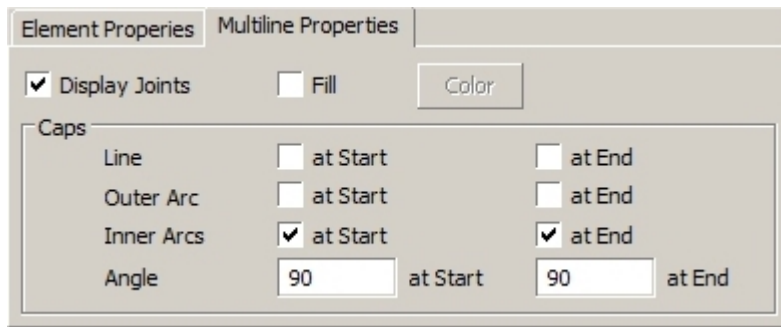 Element Properies Multiline Properties
Display Joints Fill Color
Caps
Line at Start at End
Outer Arc at Start at End
Inner Arcs at Start at End
Angle 90 at Start 90 at End